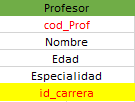 Profesor
cod_Prof
Nombre
Edad
Especialidad
id_carrera